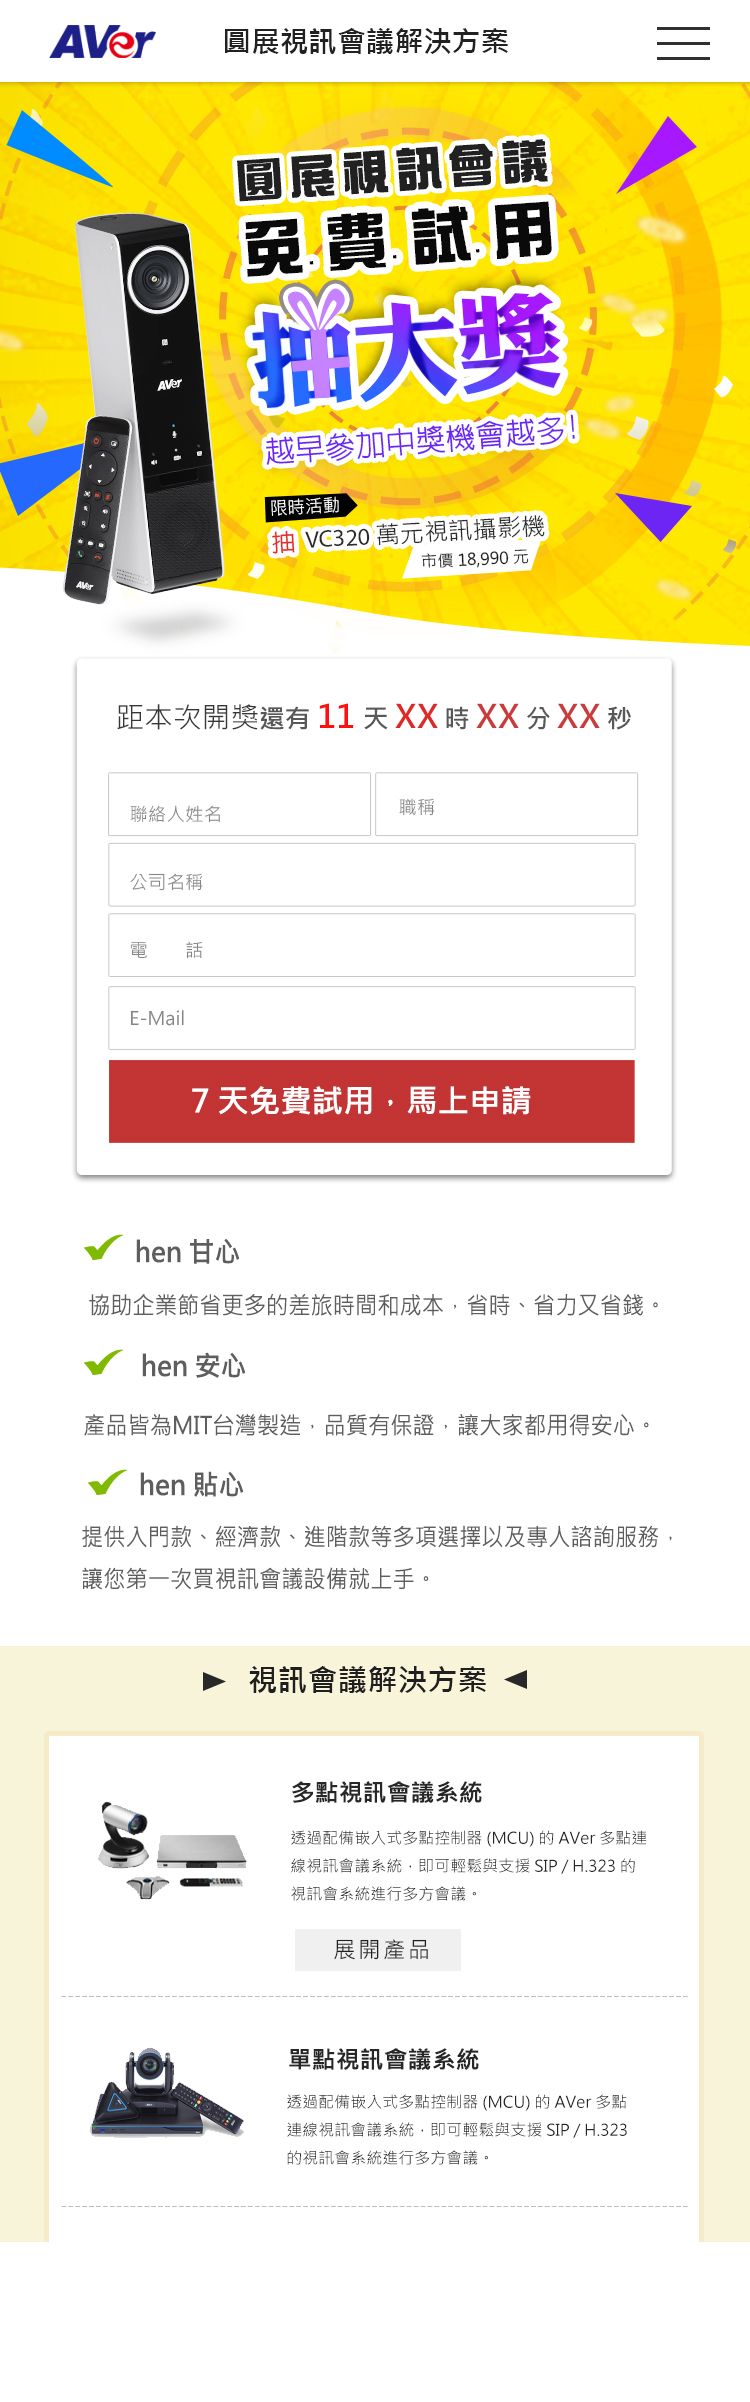 AVer
圓展視訊會議解決方案
圓展視訊會議
免費試用
抽大獎
越早參加中獎機會越多!
限時活動
抽 VC320 萬元視訊攝影機
市價 18,990 元
AVer
AVer
距本次開獎還有 11 天 XX 時 XX 分 XX 秒
聯絡人姓名
職稱
公司名稱
電 話
E-Mail
7 天免費試用，馬上申請
hen 甘心
協助企業節省更多的差旅時間和成本，省時、省力又省錢。
hen 安心
產品皆為MIT台灣製造，品質有保證，讓大家都用得安心。
hen 貼心
提供入門款、經濟款、進階款等多項選擇以及專人諮詢服務，
讓您第一次買視訊會議設備就上手。
視訊會議解決方案
多點視訊會議系統
透過配備嵌入式多點控制器 (MCU) 的 AVer 多點連
線視訊會議系統，即可輕鬆與支援 SIP / H.323 的
視訊會系統進行多方會議。
展開產品
單點視訊會議系統
透過配備嵌入式多點控制器 (MCU) 的 AVer 多點
連線視訊會議系統，即可輕鬆與支援 SIP / H.323
的視訊會系統進行多方會議。